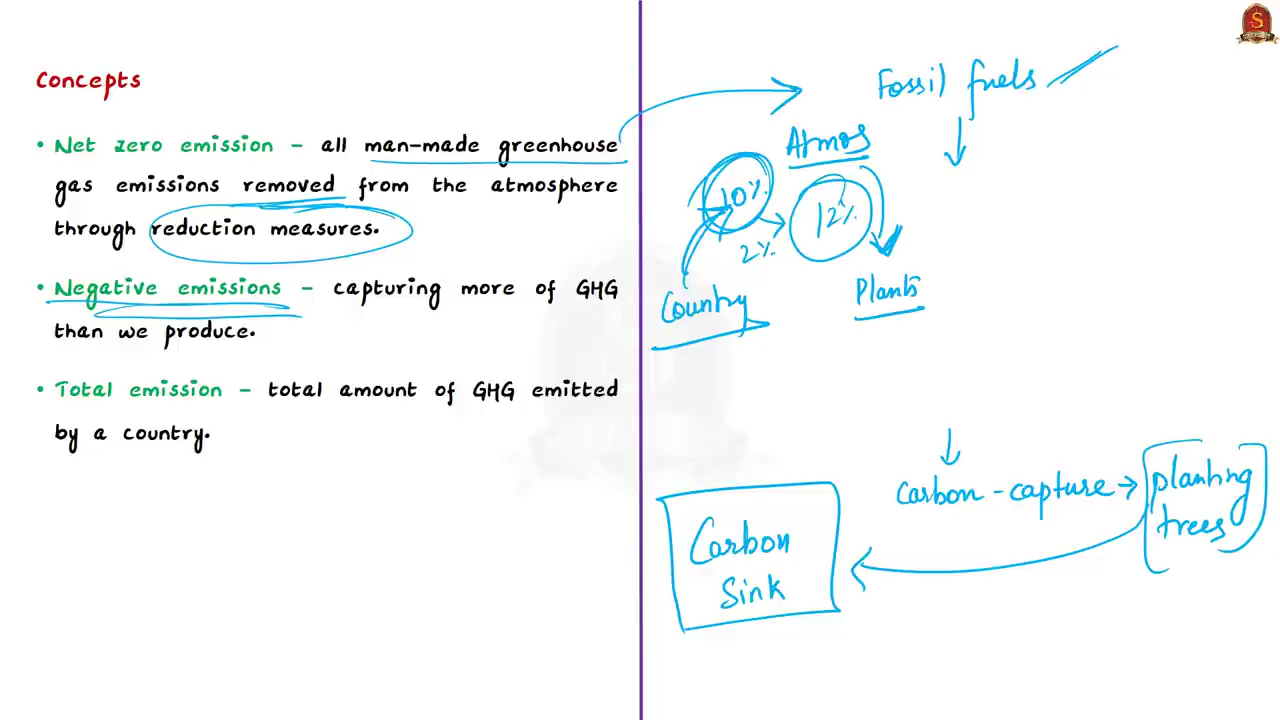 Concepts
• Net zero emission – all man-made greenhouse
gas emissions removed from the atmosphere
through reduction measures.
• Negative emissions – capturing more of GHG
than we produce.
• Total emission – total amount of GHG emitted
by a country.
Fossil fuels
Atmos
10%
12%
2%
Country
Plants
carbon-capture → planting
trees
Carbon
Sink